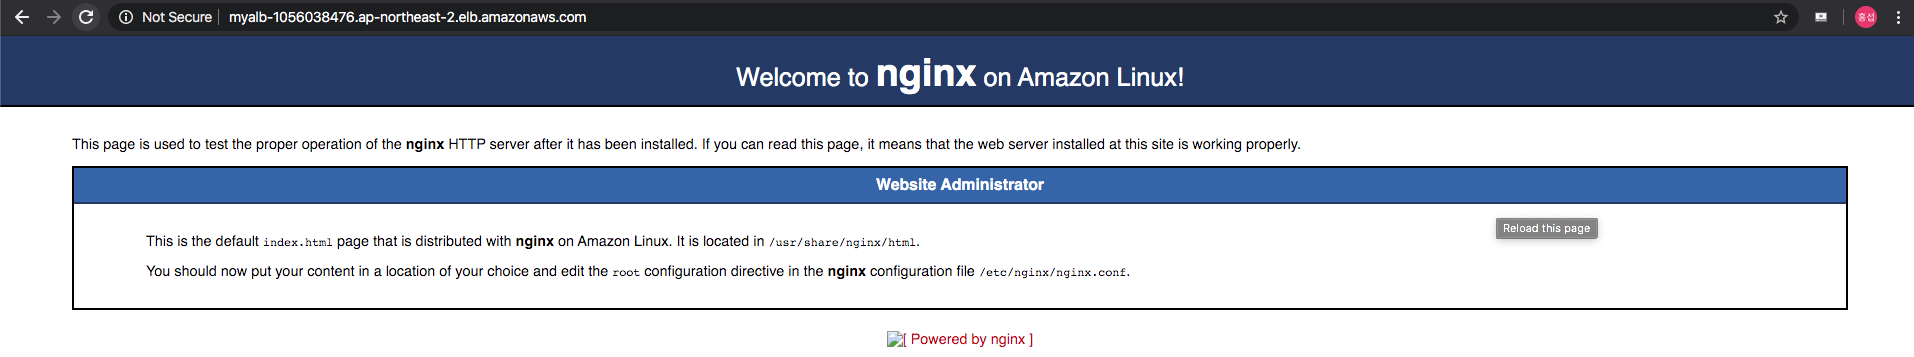 Not Secure | myalb-1056038476.ap-northeast-2.elb.amazonaws.com
홍섭
Welcome to nginx on Amazon Linux!
This page is used to test the proper operation of the nginx HTTP server after it has been installed. If you can read this page, it means that the web server installed at this site is working properly.
Website Administrator
Reload this page
This is the default index.html page that is distributed with nginx on Amazon Linux. It is located in /usr/share/nginx/html.
You should now put your content in a location of your choice and edit the root configuration directive in the nginx configuration file /etc/nginx/nginx.conf.
[ Powered by nginx ]